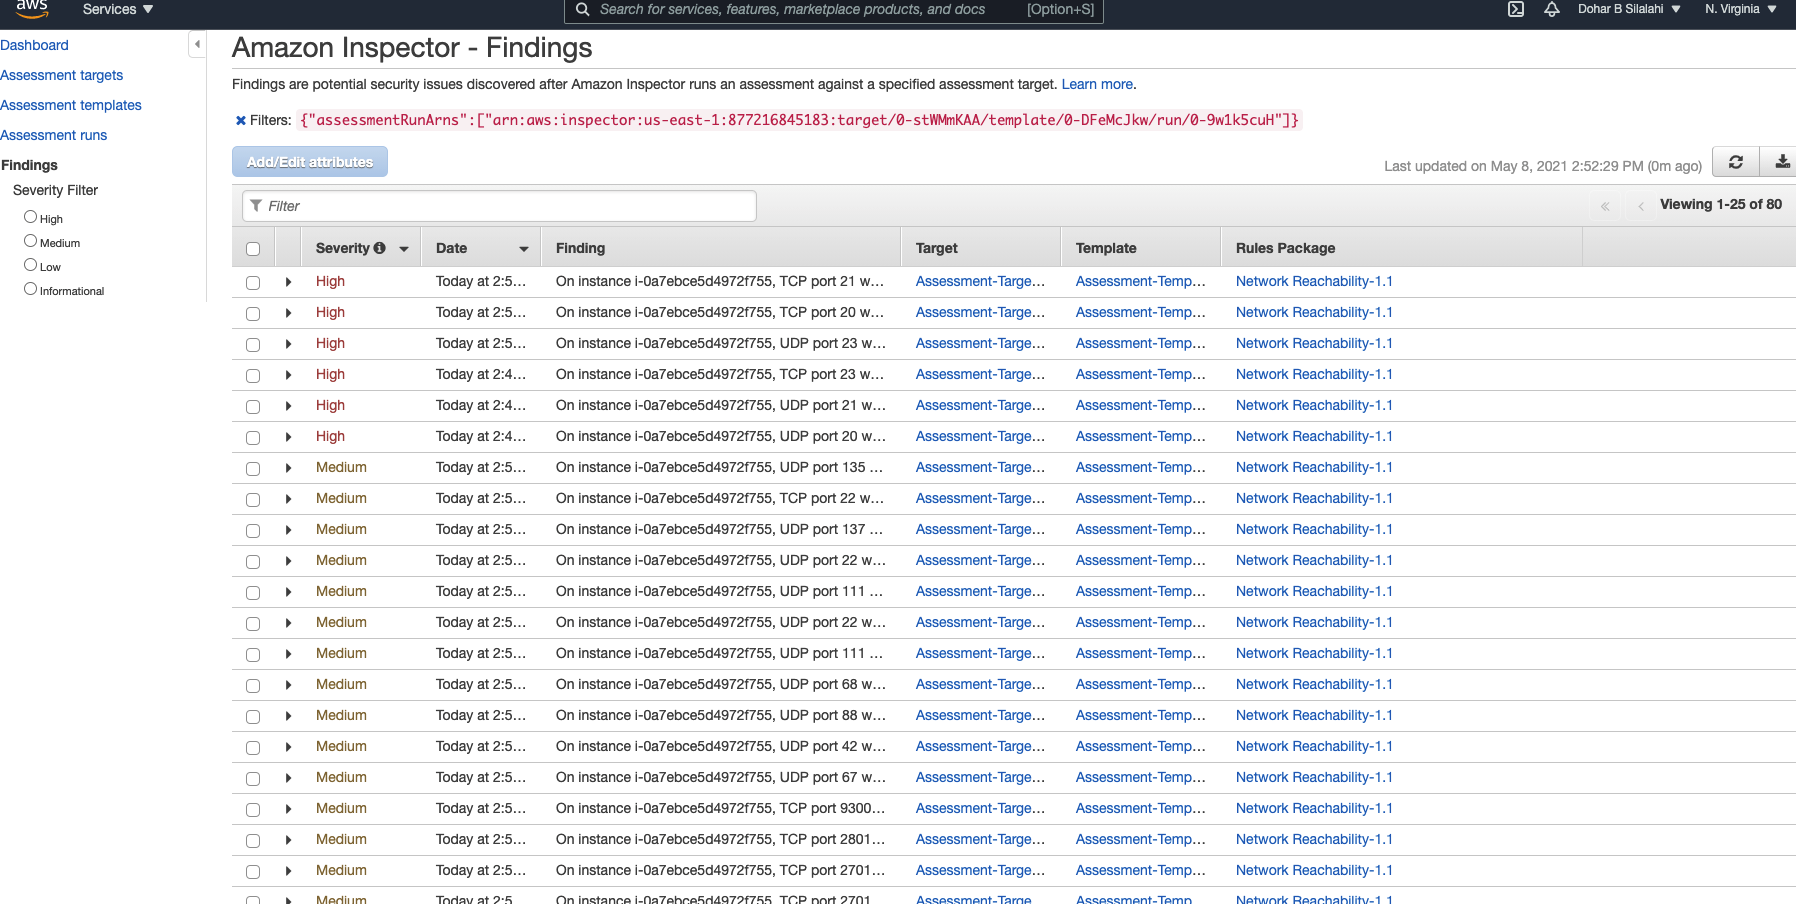 aws Services Search for services, features, marketplace products, and docs [Option+S] Dohar B Silalahi N. Virginia
Dashboard
Assessment targets
Assessment templates
Assessment runs
Findings
Severity Filter
High
Medium
Low
Informational
Amazon Inspector - Findings
Findings are potential security issues discovered after Amazon Inspector runs an assessment against a specified assessment target. Learn more.
Filters: {"assessmentRunArns":["arn:aws:inspector:us-east-1:877216845183:target/0-stWMmKAA/template/0-DFeMcJkw/run/0-9w1k5cuH"]}
Add/Edit attributes
Last updated on May 8, 2021 2:52:29 PM (0m ago)
Filter
« ‹ Viewing 1-25 of 80
Severity Date Finding Target Template Rules Package
High Today at 2:5... On instance i-0a7ebce5d4972f755, TCP port 21 w... Assessment-Targe... Assessment-Temp... Network Reachability-1.1
High Today at 2:5... On instance i-0a7ebce5d4972f755, TCP port 20 w... Assessment-Targe... Assessment-Temp... Network Reachability-1.1
High Today at 2:5... On instance i-0a7ebce5d4972f755, UDP port 23 w... Assessment-Targe... Assessment-Temp... Network Reachability-1.1
High Today at 2:4... On instance i-0a7ebce5d4972f755, TCP port 23 w... Assessment-Targe... Assessment-Temp... Network Reachability-1.1
High Today at 2:4... On instance i-0a7ebce5d4972f755, UDP port 21 w... Assessment-Targe... Assessment-Temp... Network Reachability-1.1
High Today at 2:4... On instance i-0a7ebce5d4972f755, UDP port 20 w... Assessment-Targe... Assessment-Temp... Network Reachability-1.1
Medium Today at 2:5... On instance i-0a7ebce5d4972f755, UDP port 135 ... Assessment-Targe... Assessment-Temp... Network Reachability-1.1
Medium Today at 2:5... On instance i-0a7ebce5d4972f755, TCP port 22 w... Assessment-Targe... Assessment-Temp... Network Reachability-1.1
Medium Today at 2:5... On instance i-0a7ebce5d4972f755, UDP port 137 ... Assessment-Targe... Assessment-Temp... Network Reachability-1.1
Medium Today at 2:5... On instance i-0a7ebce5d4972f755, UDP port 22 w... Assessment-Targe... Assessment-Temp... Network Reachability-1.1
Medium Today at 2:5... On instance i-0a7ebce5d4972f755, UDP port 111 ... Assessment-Targe... Assessment-Temp... Network Reachability-1.1
Medium Today at 2:5... On instance i-0a7ebce5d4972f755, UDP port 22 w... Assessment-Targe... Assessment-Temp... Network Reachability-1.1
Medium Today at 2:5... On instance i-0a7ebce5d4972f755, UDP port 111 ... Assessment-Targe... Assessment-Temp... Network Reachability-1.1
Medium Today at 2:5... On instance i-0a7ebce5d4972f755, UDP port 68 w... Assessment-Targe... Assessment-Temp... Network Reachability-1.1
Medium Today at 2:5... On instance i-0a7ebce5d4972f755, UDP port 88 w... Assessment-Targe... Assessment-Temp... Network Reachability-1.1
Medium Today at 2:5... On instance i-0a7ebce5d4972f755, UDP port 42 w... Assessment-Targe... Assessment-Temp... Network Reachability-1.1
Medium Today at 2:5... On instance i-0a7ebce5d4972f755, UDP port 67 w... Assessment-Targe... Assessment-Temp... Network Reachability-1.1
Medium Today at 2:5... On instance i-0a7ebce5d4972f755, TCP port 9300... Assessment-Targe... Assessment-Temp... Network Reachability-1.1
Medium Today at 2:5... On instance i-0a7ebce5d4972f755, TCP port 2801... Assessment-Targe... Assessment-Temp... Network Reachability-1.1
Medium Today at 2:5... On instance i-0a7ebce5d4972f755, TCP port 2701... Assessment-Targe... Assessment-Temp... Network Reachability-1.1
Medium Today at 2:5 On instance i-0a7ebce5d4972f755, TCP port 2701 Assessment-Targe Assessment-Temp Network Reachability-1.1